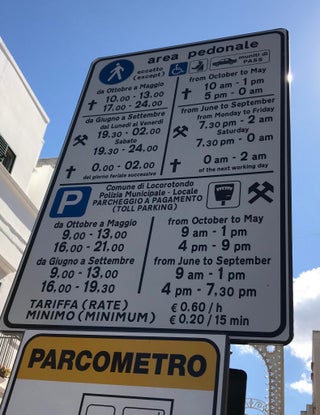 area pedonale
eccetto
(except)
muniti di
PASS
da Ottobre a Maggio
10.00 - 13.00
17.00 - 24.00
da Giugno a Settembre
dal Lunedì al Venerdì
19.30 - 02.00
Sabato
19.30 - 24.00
0.00 - 02.00
del giorno feriale successivo
from October to May
10 am - 1 pm
5 pm - 0 am
from June to September
from Monday to Friday
7.30 pm - 2 am
Saturday
7.30 pm - 0 am
0 am - 2 am
of the next working day
P
Comune di Locorotondo
Polizia Municipale - Locale
PARCHEGGIO A PAGAMENTO
(TOLL PARKING)
da Ottobre a Maggio
9.00 - 13.00
16.00 - 21.00
da Giugno a Settembre
9.00 - 13.00
16.00 - 19.30
from October to May
9 am - 1 pm
4 pm - 9 pm
from June to September
9 am - 1 pm
4 pm - 7.30 pm
TARIFFA (RATE) € 0.60 / h
MINIMO (MINIMUM) € 0.20 / 15 min
PARCOMETRO